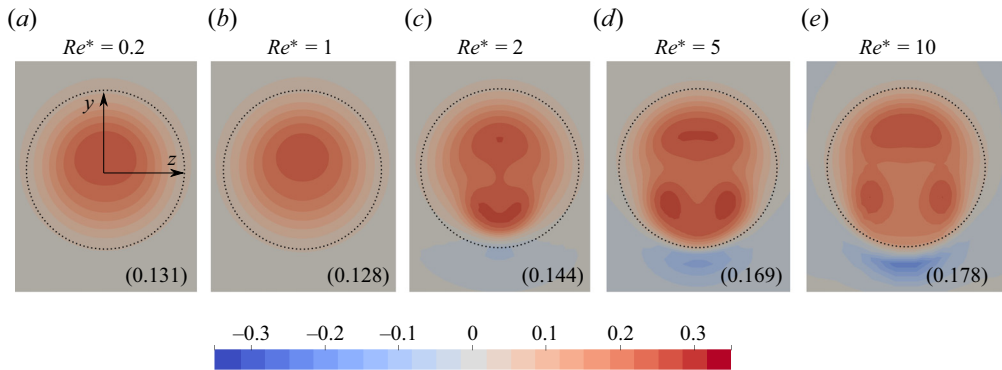 (a) (b) (c) (d) (e)
Re* = 0.2 Re* = 1 Re* = 2 Re* = 5 Re* = 10
y
z
(0.131) (0.128) (0.144) (0.169) (0.178)
–0.3 –0.2 –0.1 0 0.1 0.2 0.3